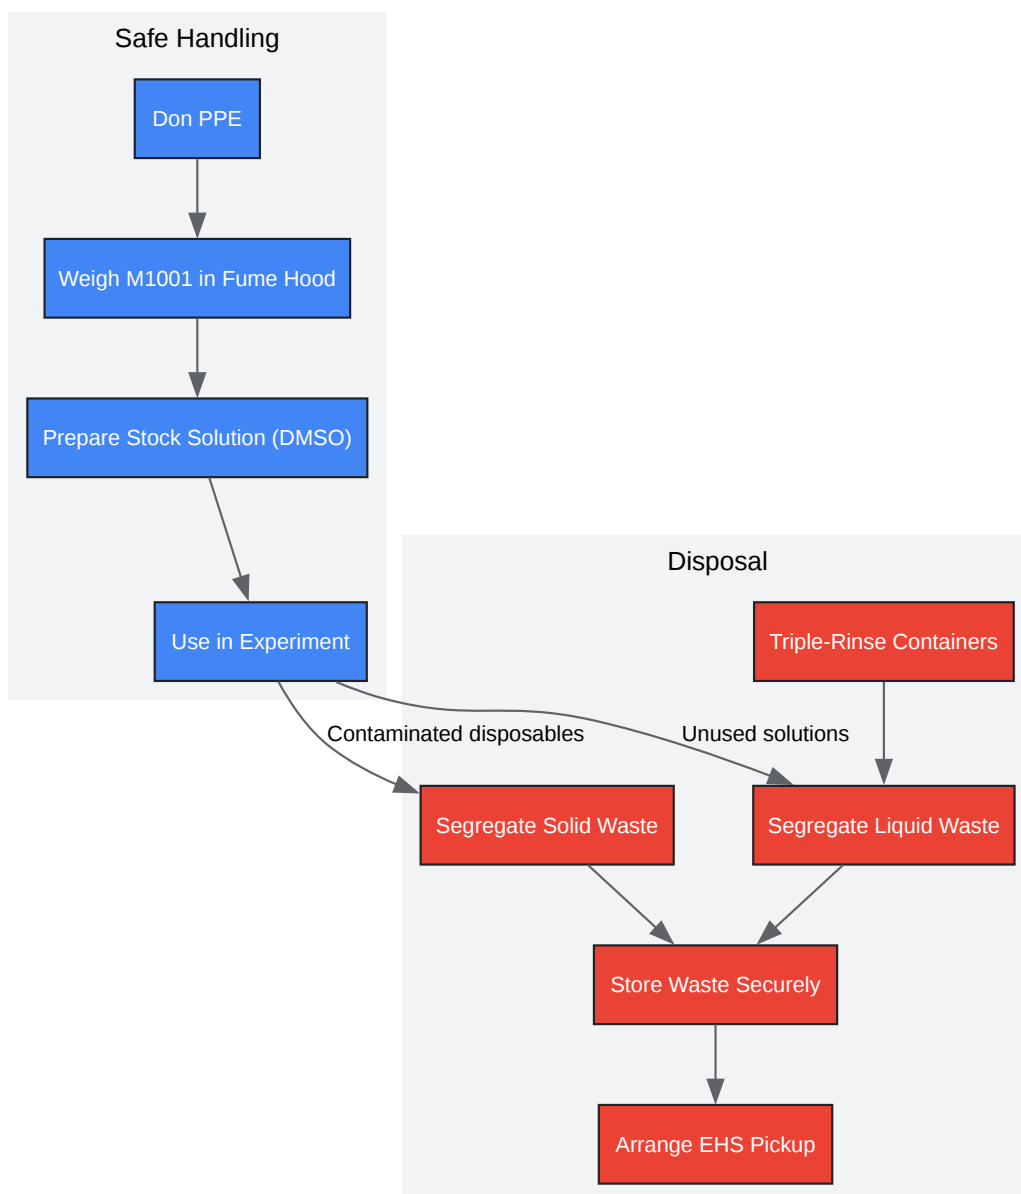 Safe Handling
Don PPE
Weigh M1001 in Fume Hood
Prepare Stock Solution (DMSO)
Use in Experiment
Disposal
Triple-Rinse Containers
Contaminated disposables
Unused solutions
Segregate Solid Waste
Segregate Liquid Waste
Store Waste Securely
Arrange EHS Pickup